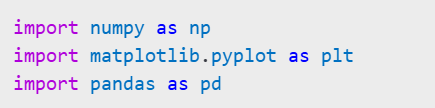 import numpy as np
import matplotlib.pyplot as plt
import pandas as pd